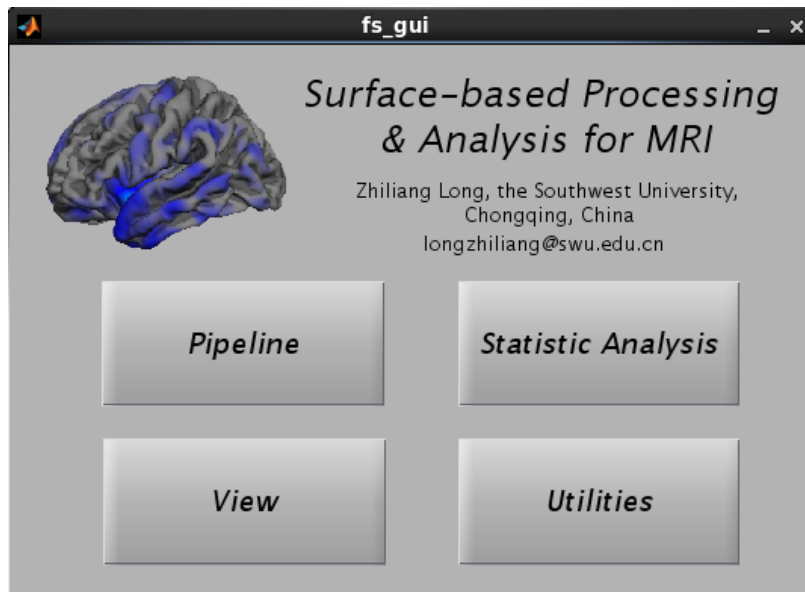 fs_gui
Surface-based Processing
& Analysis for MRI
Zhiliang Long, the Southwest University,
Chongqing, China
longzhiliang@swu.edu.cn
Pipeline
Statistic Analysis
View
Utilities